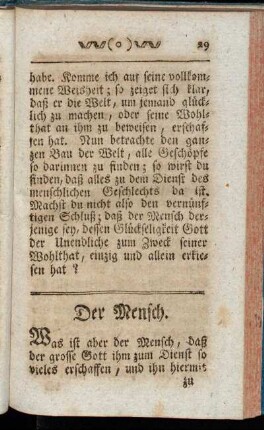 (o) 29
habe. Komme ich auf seine vollkom-
mene Weisheit; so zeiget sich klar,
daß er die Welt, um jemand glück-
lich zu machen, oder seine Wohl-
that an ihm zu beweisen, erschaf-
fen hat. Nun betrachte den gan-
zen Bau der Welt, alle Geschöpfe
so darinnen zu finden; so wirst du
finden, daß alles zu dem Dienst des
menschlichen Geschlechts da ist.
Machst du nicht also den vernünf-
tigen Schluß; daß der Mensch der-
jenige sey, dessen Glückseligkeit Gott
der Unendliche zum Zweck seiner
Wohlthat, einzig und allein erkie-
sen hat?
Der Mensch.
Was ist aber der Mensch, daß
der grosse Gott ihm zum Dienst so
vieles erschaffen, und ihn hiermit
zu